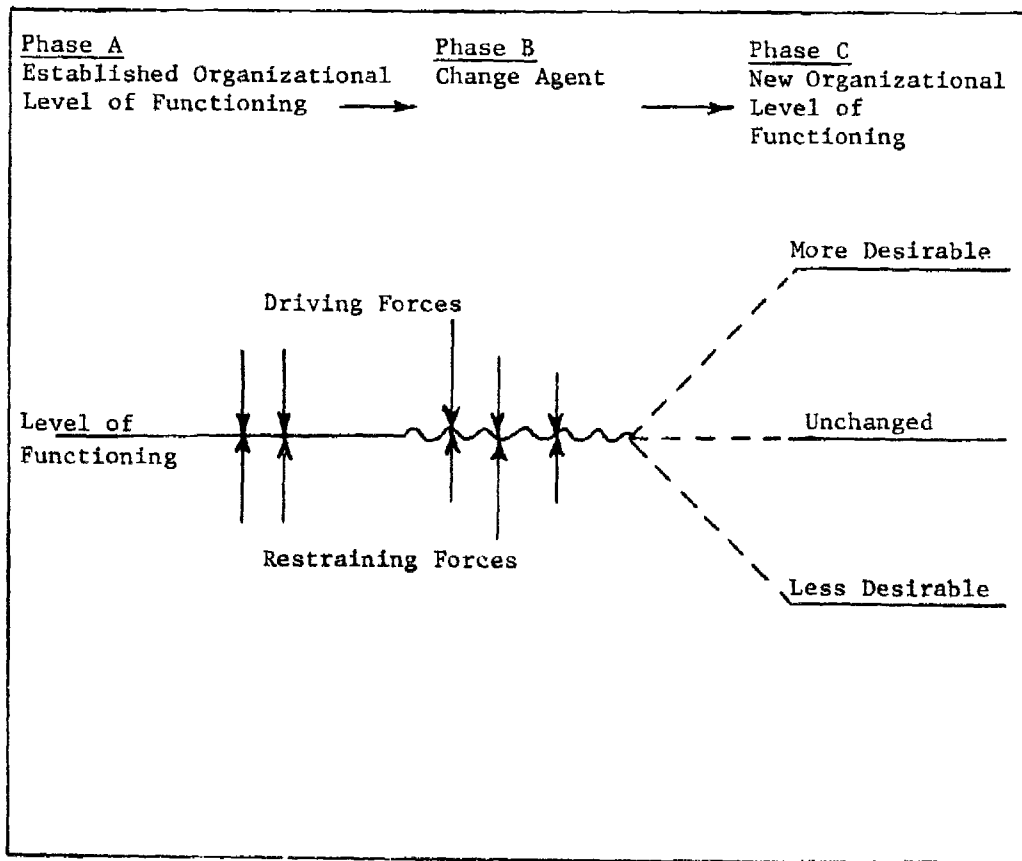 Phase A
Established Organizational
Level of Functioning
Phase B
Change Agent
Phase C
New Organizational
Level of
Functioning
More Desirable
Driving Forces
Level of
Functioning
Unchanged
Restraining Forces
Less Desirable